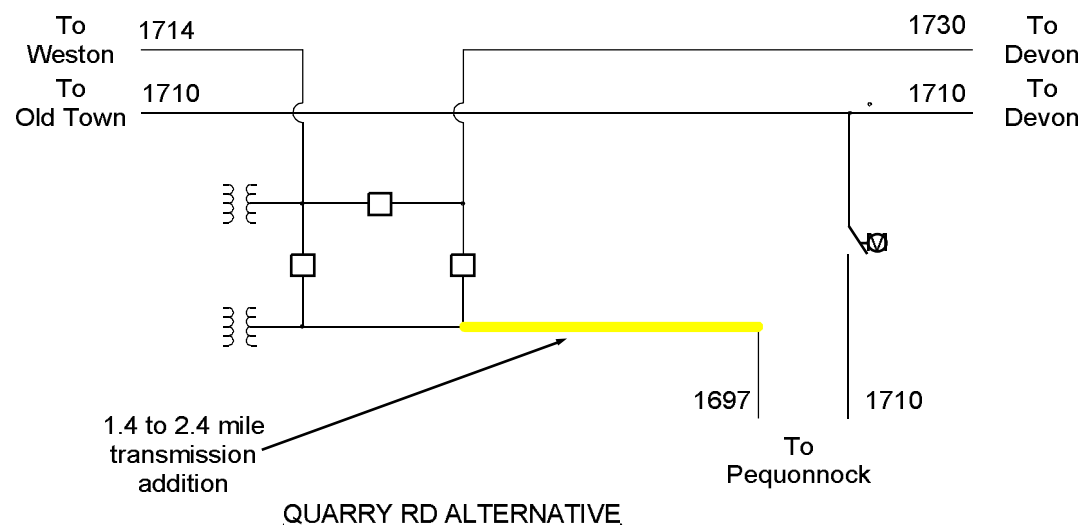 To
Weston
1714
1730
To
Devon
To
Old Town
1710
1710
To
Devon
M
1697
1710
To
Pequonnock
1.4 to 2.4 mile
transmission
addition
QUARRY RD ALTERNATIVE